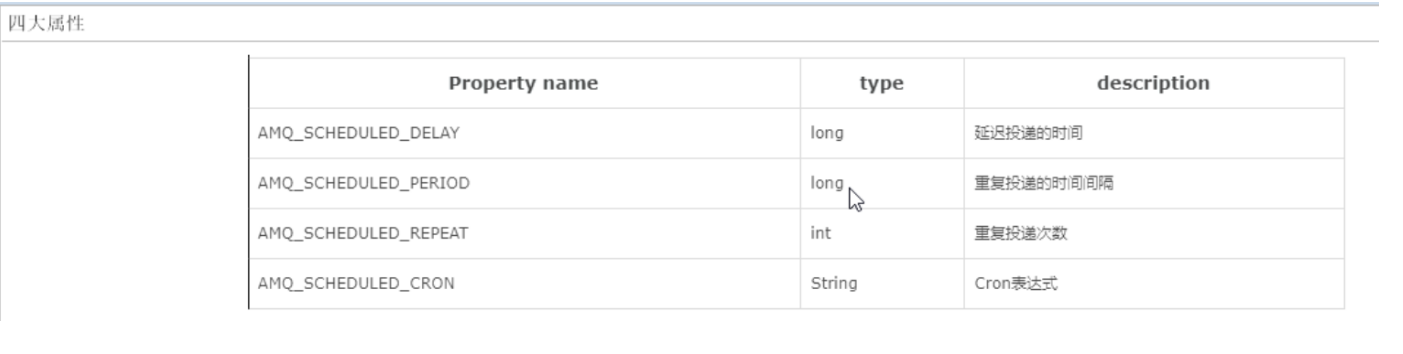 四大属性
Property name type description
AMQ_SCHEDULED_DELAY long 延迟投递的时间
AMQ_SCHEDULED_PERIOD long 重复投递的时间间隔
AMQ_SCHEDULED_REPEAT int 重复投递次数
AMQ_SCHEDULED_CRON String Cron表达式